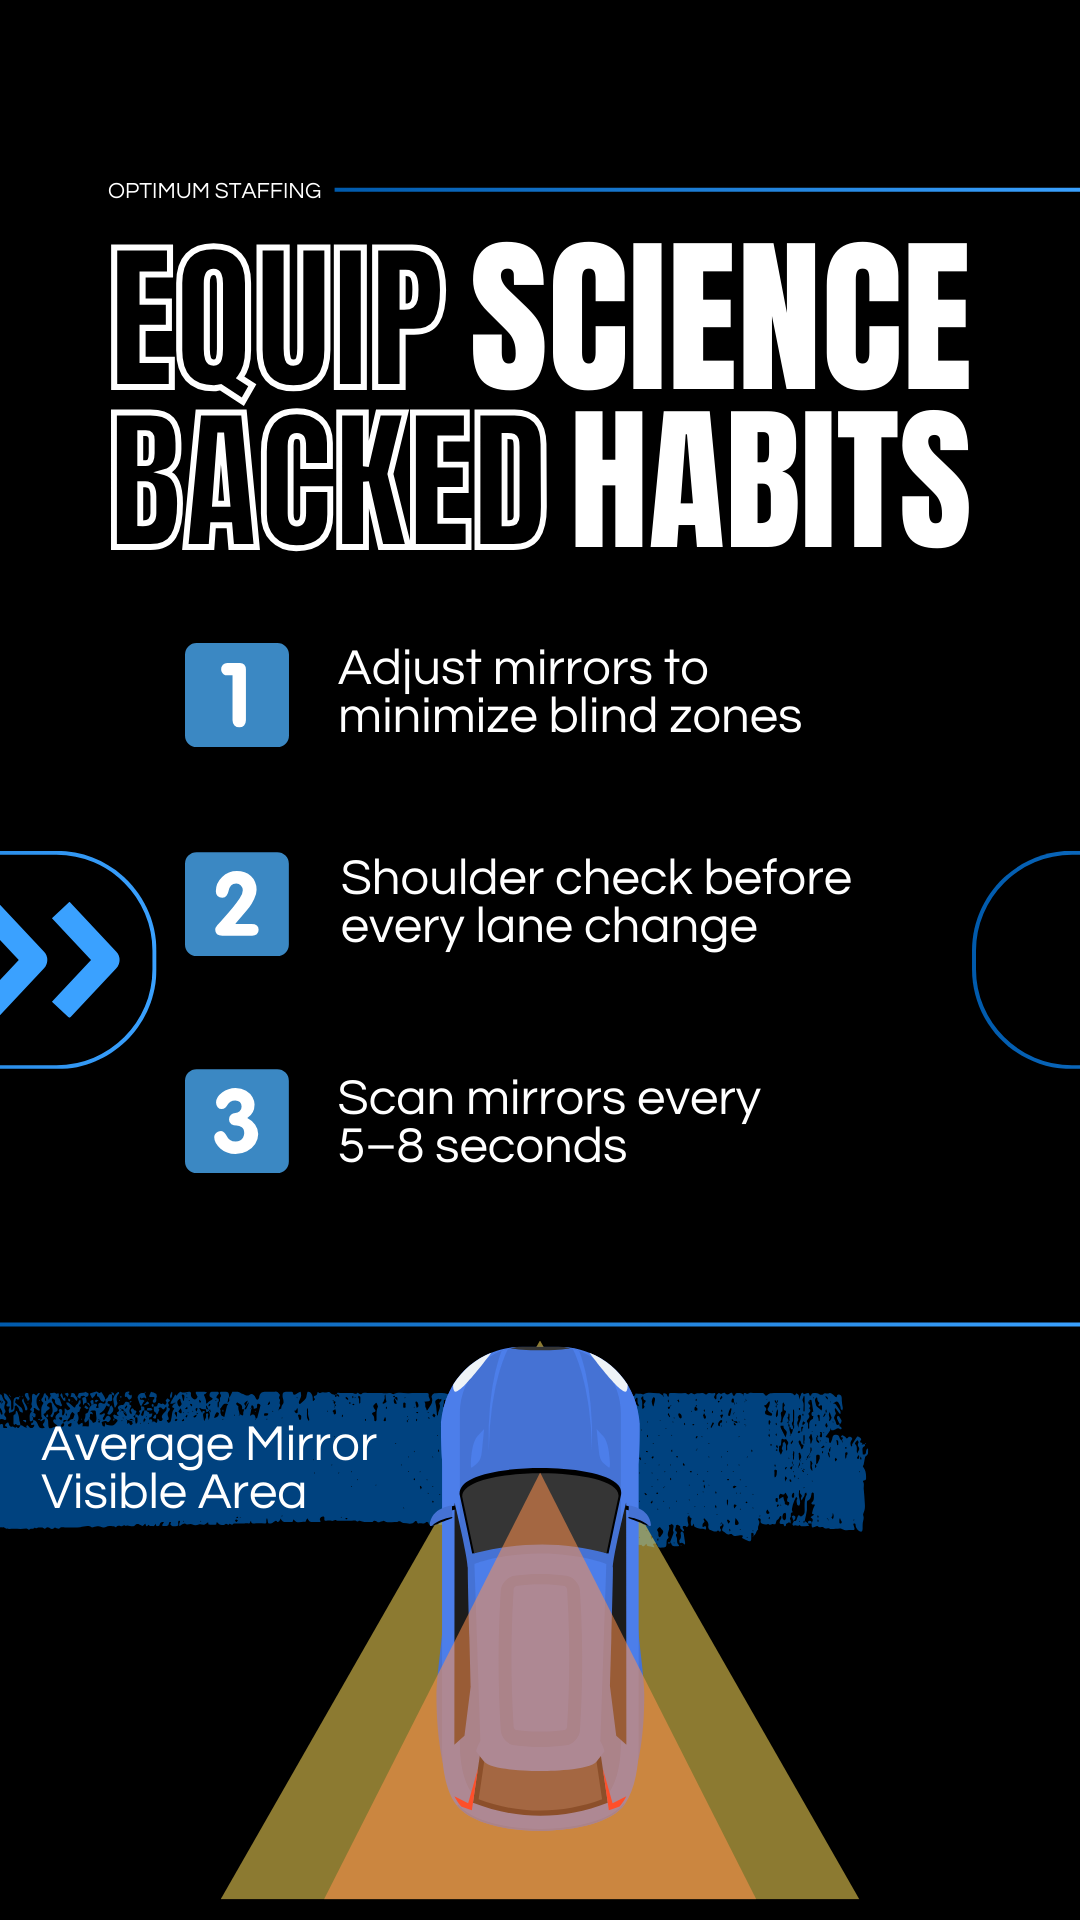 OPTIMUM STAFFING
EQUIP SCIENCE
BACKED HABITS
1
Adjust mirrors to
minimize blind zones
2
Shoulder check before
every lane change
3
Scan mirrors every
5–8 seconds
Average Mirror
Visible Area